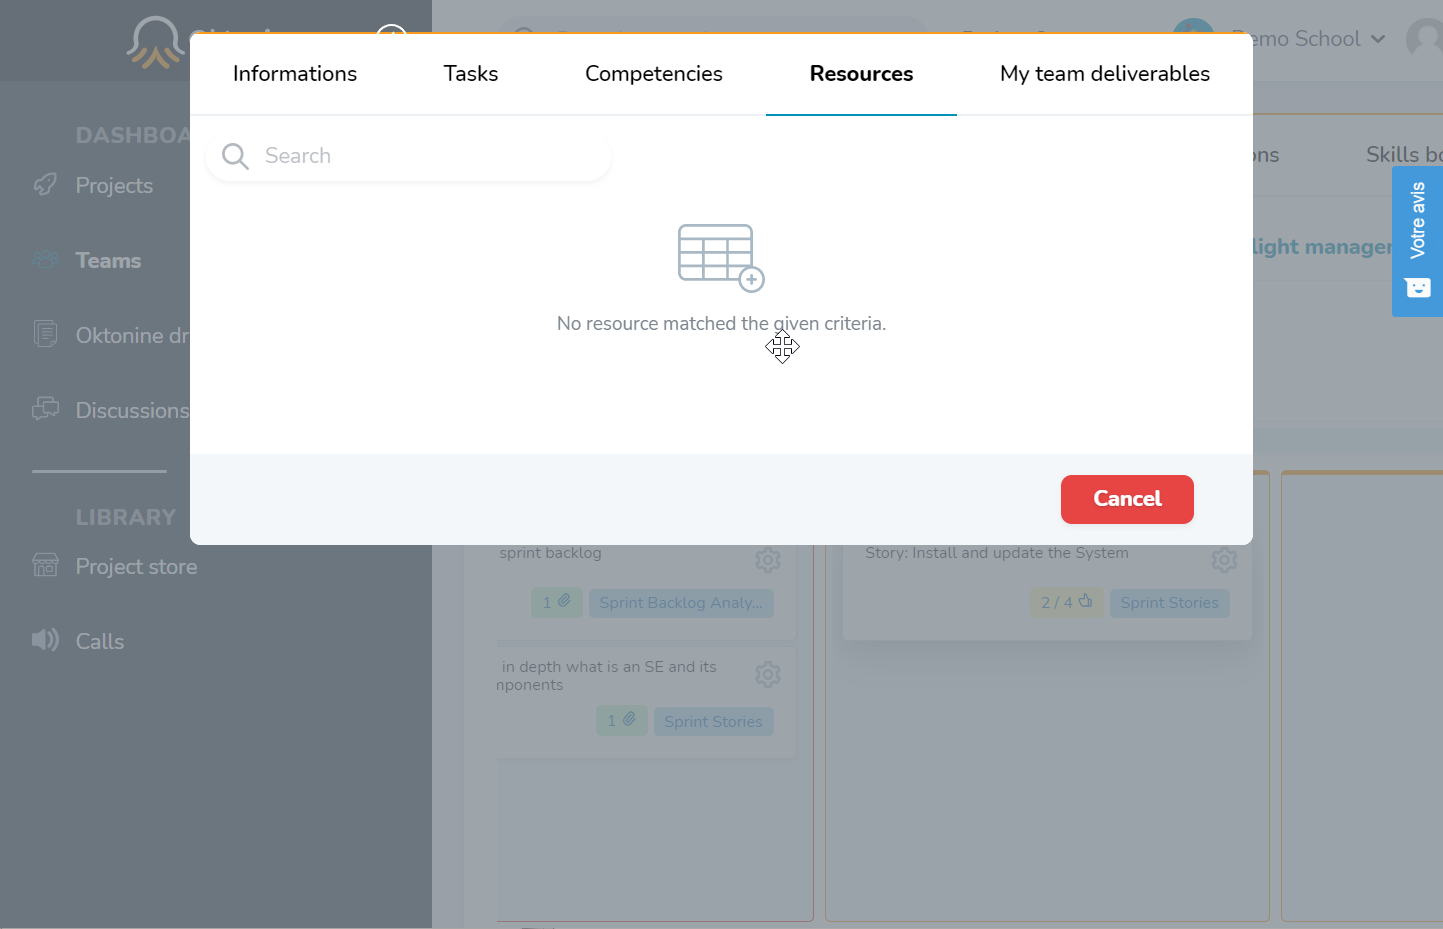 Informations
Tasks
Competencies
Resources
My team deliverables
Search
No resource matched the given criteria.
Cancel
DASHBOA
Projects
Teams
Oktonine dr
Discussions
LIBRARY
Project store
Calls
emo School
ons
Skills bo
light manager
Votre avis
sprint backlog
1
Sprint Backlog Analy...
in depth what is an SE and its
nponents
1
Sprint Stories
Story: Install and update the System
2 / 4
Sprint Stories